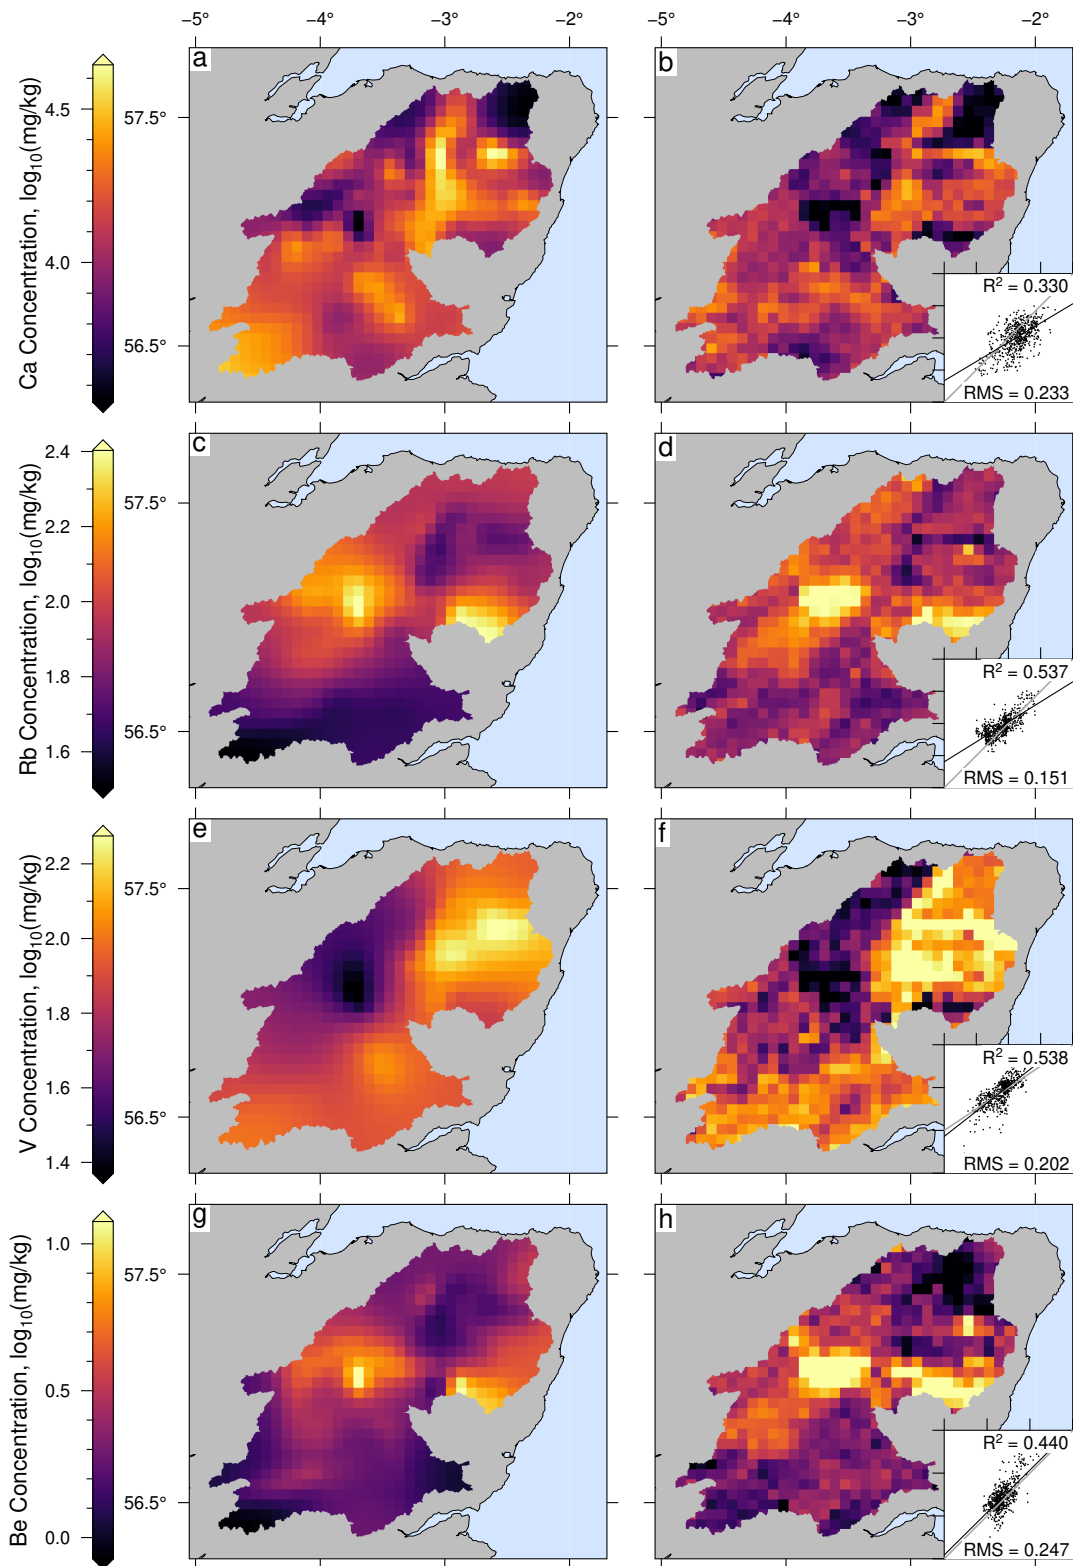 −5° −4° −3° −2° −5° −4° −3° −2°
a b
Ca Concentration, log10(mg/kg)
4.5
4.0
57.5°
56.5°
R2 = 0.330
RMS = 0.233
c d
Rb Concentration, log10(mg/kg)
2.4
2.2
2.0
1.8
1.6
57.5°
56.5°
R2 = 0.537
RMS = 0.151
e f
V Concentration, log10(mg/kg)
2.2
2.0
1.8
1.6
1.4
57.5°
56.5°
R2 = 0.538
RMS = 0.202
g h
Be Concentration, log10(mg/kg)
1.0
0.5
0.0
57.5°
56.5°
R2 = 0.440
RMS = 0.247